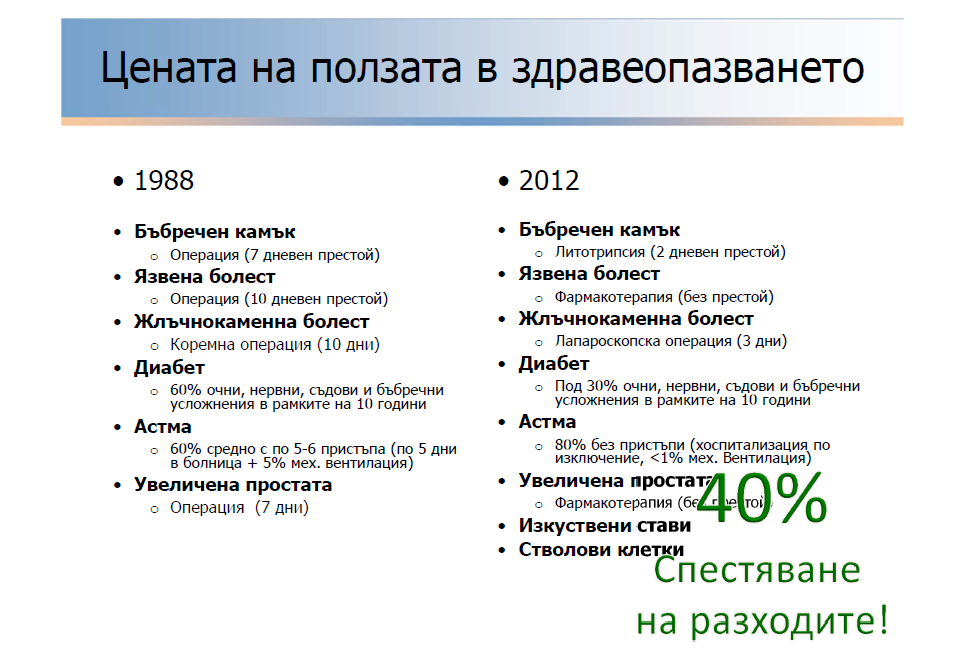 Цената на ползата в здравеопазването
• 1988
• Бъбречен камък
○ Операция (7 дневен престой)
• Язвена болест
○ Операция (10 дневен престой)
• Жлъчнокаменна болест
○ Коремна операция (10 дни)
• Диабет
○ 60% очни, нервни, съдови и бъбречни
усложнения в рамките на 10 години
• Астма
○ 60% средно с по 5-6 пристъпа (по 5 дни
в болница + 5% мех. вентилация)
• Увеличена простата
○ Операция (7 дни)
• 2012
• Бъбречен камък
○ Литотрипсия (2 дневен престой)
• Язвена болест
○ Фармакотерапия (без престой)
• Жлъчнокаменна болест
○ Лапароскопска операция (3 дни)
• Диабет
○ Под 30% очни, нервни, съдови и бъбречни
усложнения в рамките на 10 години
• Астма
○ 80% без пристъпи (хоспитализация по
изключение, <1% мех. Вентилация)
• Увеличена простата
○ Фармакотерапия (без престой)
• Изкуствени стави
• Стволови клетки
40%
Спестяване
на разходите!